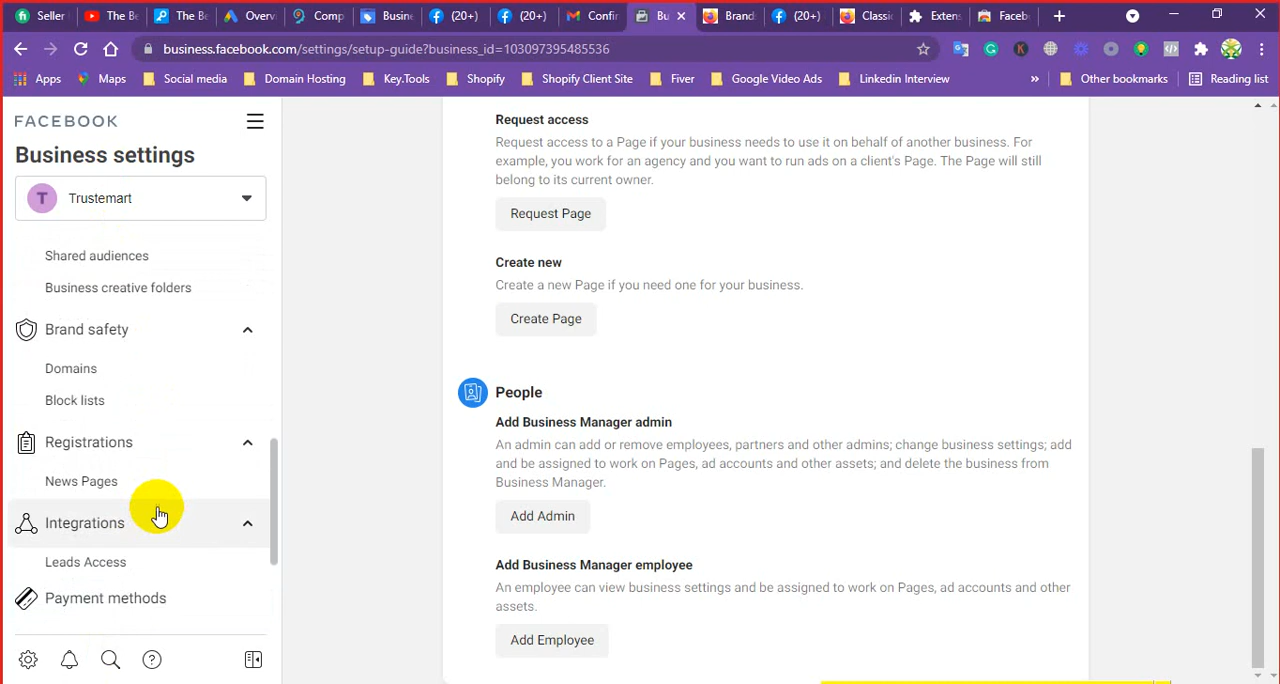 Seller
The Be
The Be
Overvi
Comp
Busine
(20+)
(20+)
Confir
Bu
Brand
(20+)
Classic
Extens
Faceb
business.facebook.com/settings/setup-guide?business_id=103097395485536
Apps
Maps
Social media
Domain Hosting
Key.Tools
Shopify
Shopify Client Site
Fiver
Google Video Ads
Linkedin Interview
»
Other bookmarks
Reading list
FACEBOOK
Business settings
T Trustemart
Shared audiences
Business creative folders
Brand safety
Domains
Block lists
Registrations
News Pages
Integrations
Leads Access
Payment methods
Request access
Request access to a Page if your business needs to use it on behalf of another business. For
example, you work for an agency and you want to run ads on a client's Page. The Page will still
belong to its current owner.
Request Page
Create new
Create a new Page if you need one for your business.
Create Page
People
Add Business Manager admin
An admin can add or remove employees, partners and other admins; change business settings; add
and be assigned to work on Pages, ad accounts and other assets; and delete the business from
Business Manager.
Add Admin
Add Business Manager employee
An employee can view business settings and be assigned to work on Pages, ad accounts and other
assets.
Add Employee